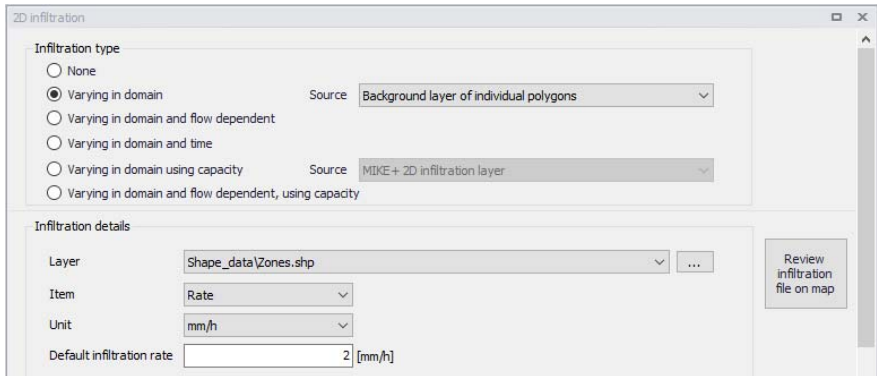 2D infiltration
Infiltration type
None
Varying in domain Source Background layer of individual polygons
Varying in domain and flow dependent
Varying in domain and time
Varying in domain using capacity Source MIKE+ 2D infiltration layer
Varying in domain and flow dependent, using capacity
Infiltration details
Layer Shape_data\Zones.shp ...
Item Rate
Unit mm/h
Default infiltration rate 2 [mm/h]
Review
infiltration
file on map